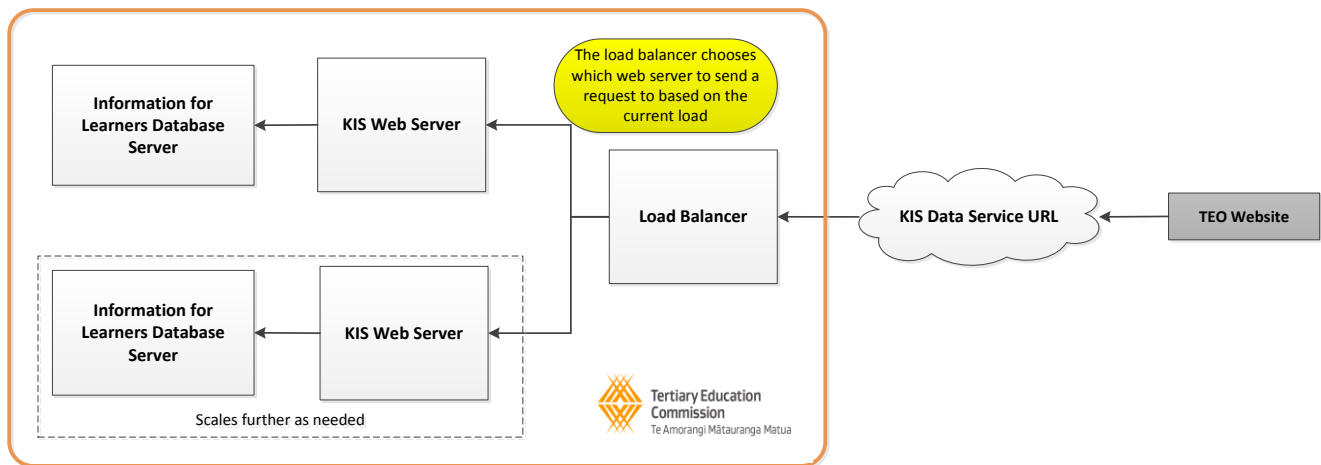 The load balancer chooses
which web server to send a
request to based on the
current load
Information for
Learners Database
Server
KIS Web Server
Load Balancer
KIS Data Service URL
TEO Website
Information for
Learners Database
Server
KIS Web Server
Scales further as needed
Tertiary Education
Commission
Te Amorangi Mātauranga Matua